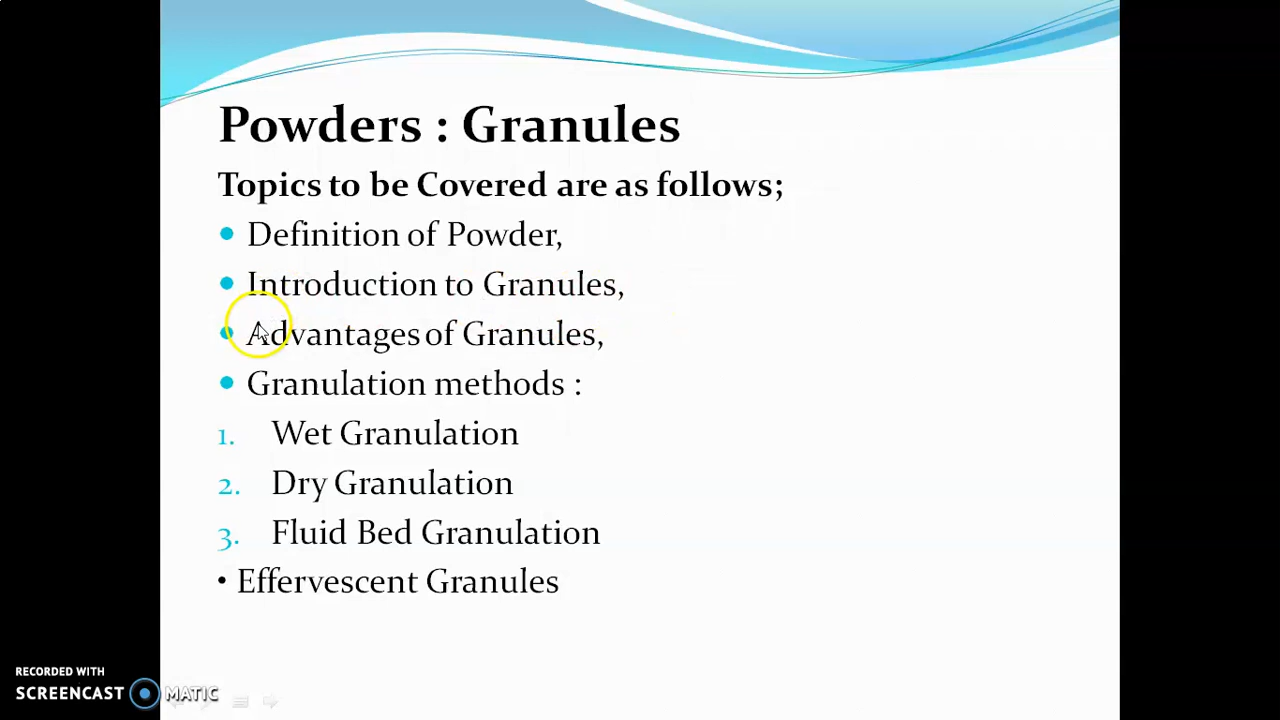 Powders : Granules
Topics to be Covered are as follows;
• Definition of Powder,
• Introduction to Granules,
• Advantages of Granules,
• Granulation methods :
1. Wet Granulation
2. Dry Granulation
3. Fluid Bed Granulation
• Effervescent Granules
RECORDED WITH
SCREENCAST MATIC